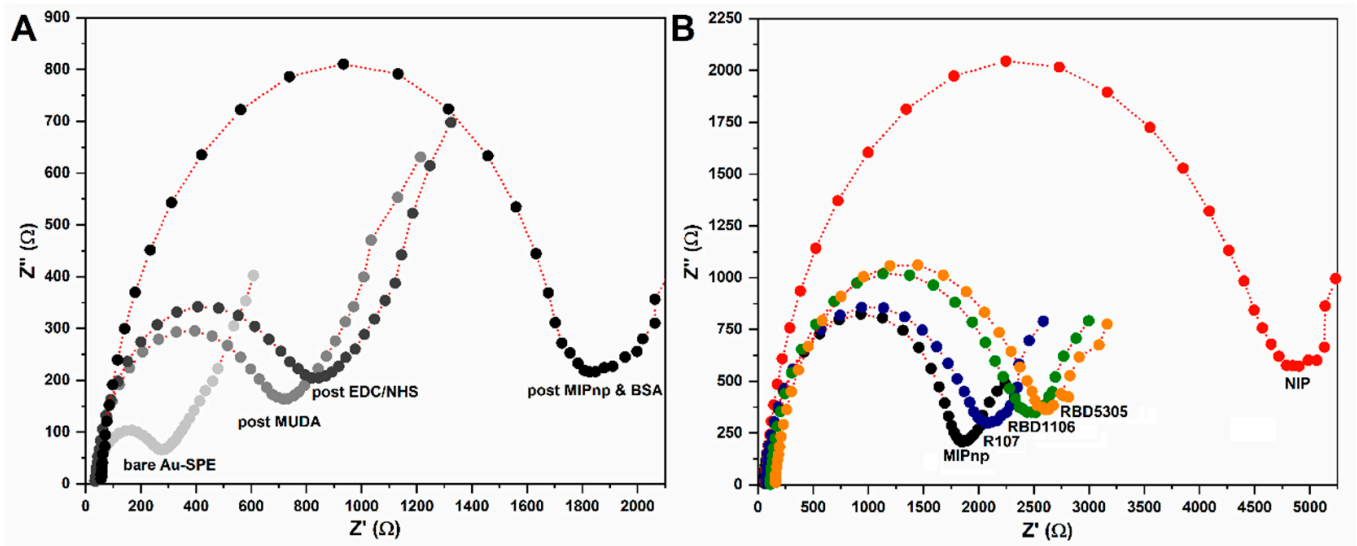 A
900
800
700
600
500
400
300
200
100
0
Z'' (Ω)
bare Au-SPE
post MUDA
post EDC/NHS
post MIPnp & BSA
0 200 400 600 800 1000 1200 1400 1600 1800 2000
Z' (Ω)
B
2250
2000
1750
1500
1250
1000
750
500
250
0
Z'' (Ω)
NIP
RBD5305
RBD1106
R107
MIPnp
0 500 1000 1500 2000 2500 3000 3500 4000 4500 5000
Z' (Ω)